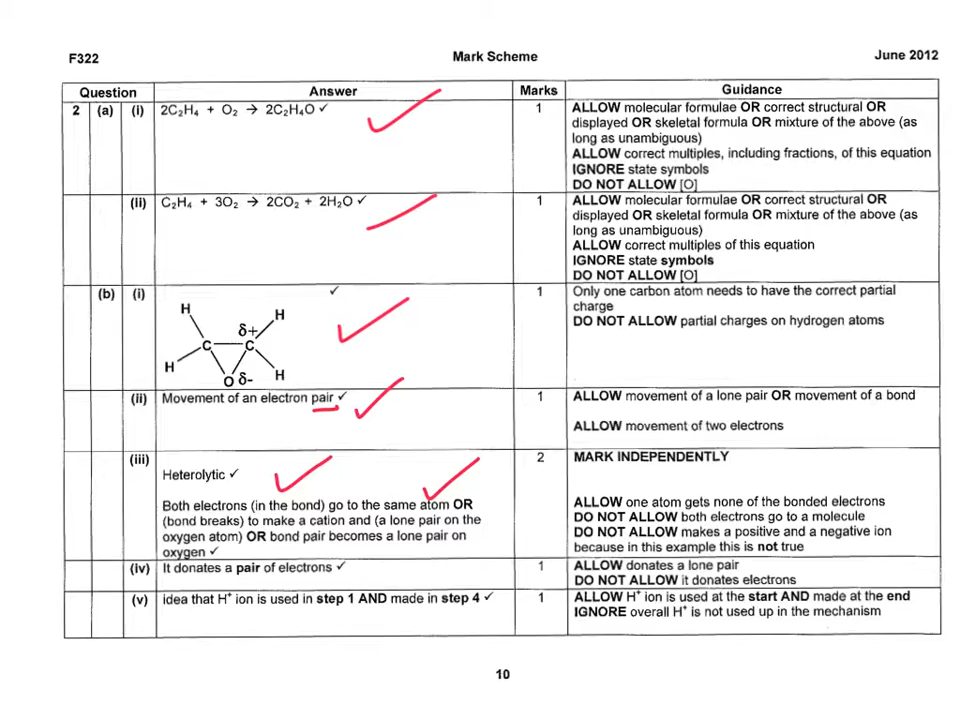 F322 Mark Scheme June 2012
Question Answer Marks Guidance
2 (a) (i) 2C₂H₄ + O₂ → 2C₂H₄O ✓ 1 ALLOW molecular formulae OR correct structural OR
displayed OR skeletal formula OR mixture of the above (as
long as unambiguous)
ALLOW correct multiples, including fractions, of this equation
IGNORE state symbols
DO NOT ALLOW [O]
(ii) C₂H₄ + 3O₂ → 2CO₂ + 2H₂O ✓ 1 ALLOW molecular formulae OR correct structural OR
displayed OR skeletal formula OR mixture of the above (as
long as unambiguous)
ALLOW correct multiples of this equation
IGNORE state symbols
DO NOT ALLOW [O]
(b) (i) ✓ 1 Only one carbon atom needs to have the correct partial
charge
DO NOT ALLOW partial charges on hydrogen atoms
H H
δ+
C C
H H
O δ-
(ii) Movement of an electron pair ✓ 1 ALLOW movement of a lone pair OR movement of a bond
ALLOW movement of two electrons
(iii) 2 MARK INDEPENDENTLY
Heterolytic ✓
Both electrons (in the bond) go to the same atom OR ALLOW one atom gets none of the bonded electrons
(bond breaks) to make a cation and (a lone pair on the DO NOT ALLOW both electrons go to a molecule
oxygen atom) OR bond pair becomes a lone pair on DO NOT ALLOW makes a positive and a negative ion
oxygen ✓ because in this example this is not true
(iv) It donates a pair of electrons ✓ 1 ALLOW donates a lone pair
DO NOT ALLOW it donates electrons
(v) idea that H⁺ ion is used in step 1 AND made in step 4 ✓ 1 ALLOW H⁺ ion is used at the start AND made at the end
IGNORE overall H⁺ is not used up in the mechanism
10